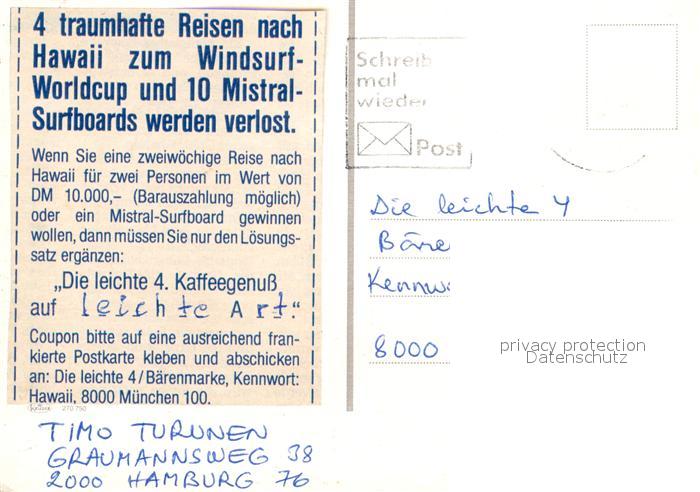 4 traumhafte Reisen nach
Hawaii zum Windsurf-
Worldcup und 10 Mistral-
Surfboards werden verlost.
Wenn Sie eine zweiwöchige Reise nach
Hawaii für zwei Personen im Wert von
DM 10.000,– (Barauszahlung möglich)
oder ein Mistral-Surfboard gewinnen
wollen, dann müssen Sie nur den Lösungs-
satz ergänzen:
„Die leichte 4. Kaffeegenuß
auf leichte Art.“
Coupon bitte auf eine ausreichend fran-
kierte Postkarte kleben und abschicken
an: Die leichte 4/Bärenmarke, Kennwort:
Hawaii, 8000 München 100.
Krüger 270 750
TIMO TURUNEN
GRAUMANNSWEG 38
2000 HAMBURG 76
Schreib
mal
wieder
Post
Die leichte 4
Bäre
Kennw
8000
privacy protection
Datenschutz